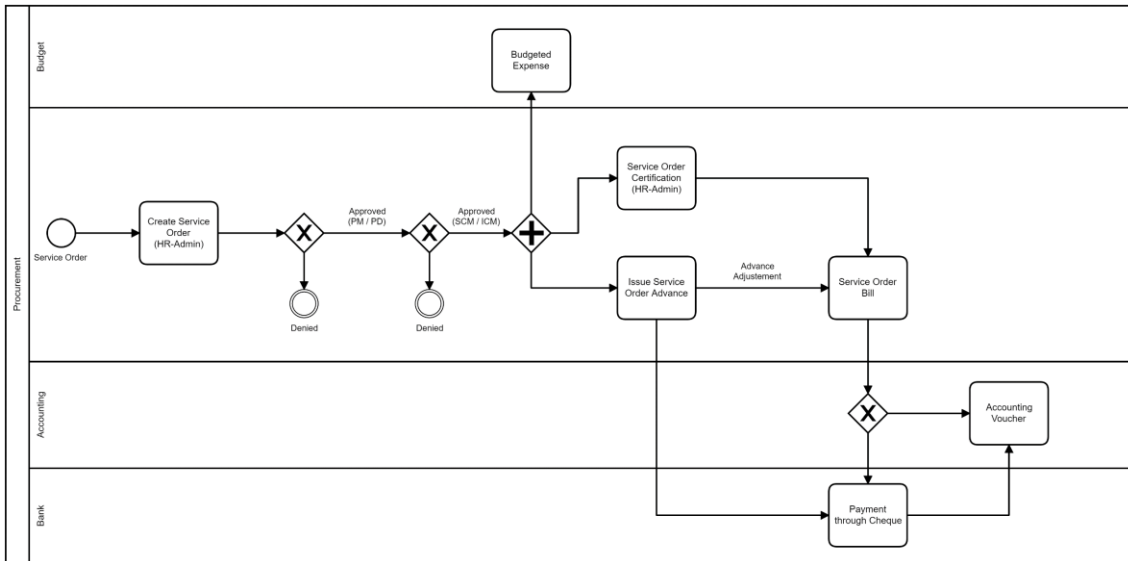 Procurement
Budget
Budgeted
Expense
Service Order
Create Service
Order
(HR-Admin)
Approved
(PM / PD)
Approved
(SCM / ICM)
Denied
Denied
Service Order
Certification
(HR-Admin)
Issue Service
Order Advance
Advance
Adjustement
Service Order
Bill
Accounting
Accounting
Voucher
Bank
Payment
through Cheque